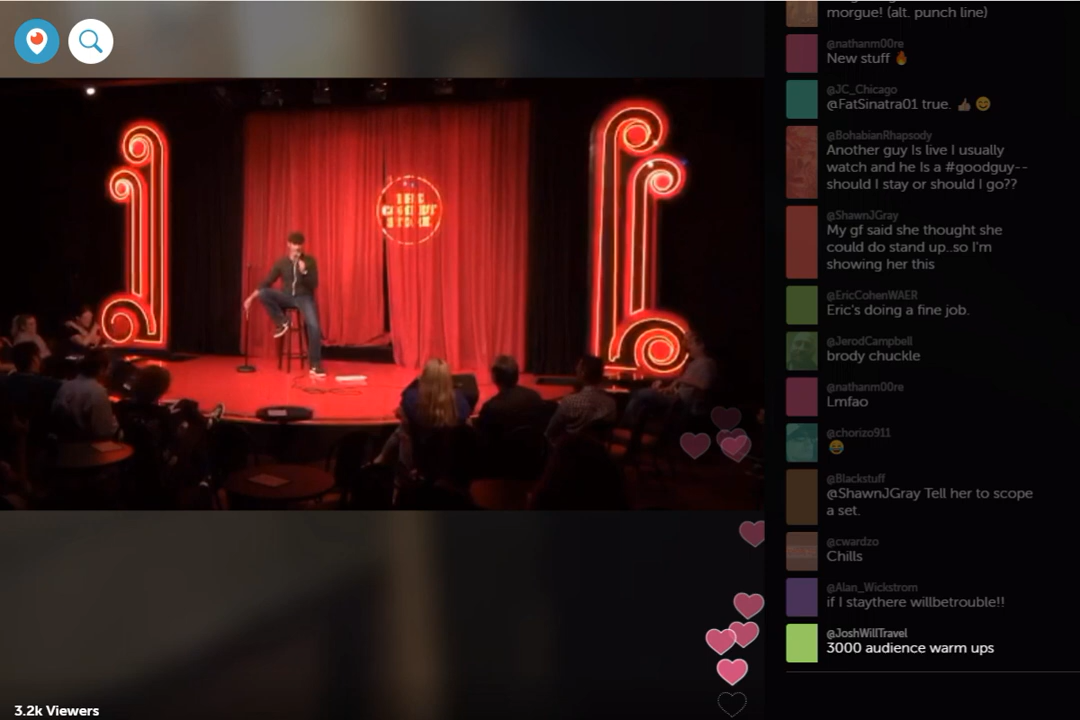 THE
COMEDY
STORE
morgue! (alt. punch line)
@nathanm00re
New stuff 🔥
@JC_Chicago
@FatSinatra01 true. 👍 😊
@BohabianRhapsody
Another guy Is live I usually
watch and he Is a #goodguy--
should I stay or should I go??
@ShawnJGray
My gf said she thought she
could do stand up..so I'm
showing her this
@EricCohenWAER
Eric's doing a fine job.
@JerodCampbell
brody chuckle
@nathanm00re
Lmfao
@chorizo911
😂
@Blackstuff
@ShawnJGray Tell her to scope
a set.
@cwardzo
Chills
@Alan_Wickstrom
if I staythere willbetrouble!!
@JoshWillTravel
3000 audience warm ups
3.2k Viewers